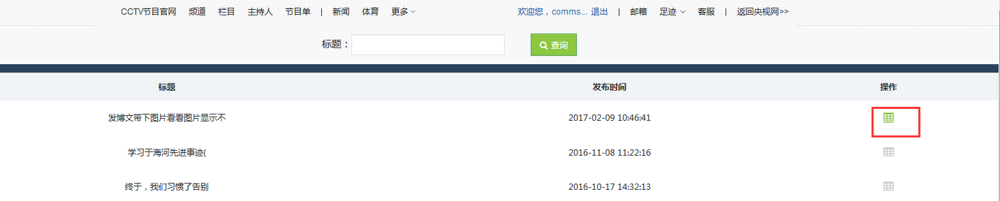 CCTV节目官网 频道 栏目 主持人 节目单 | 新闻 体育 更多 欢迎您，comms... 退出 | 邮箱 足迹 客服 | 返回央视网>>
标题： 查询
标题 发布时间 操作
发博文带下图片看看图片显示不 2017-02-09 10:46:41
学习于海河先进事迹( 2016-11-08 11:22:16
终于，我们习惯了告别 2016-10-17 14:32:13